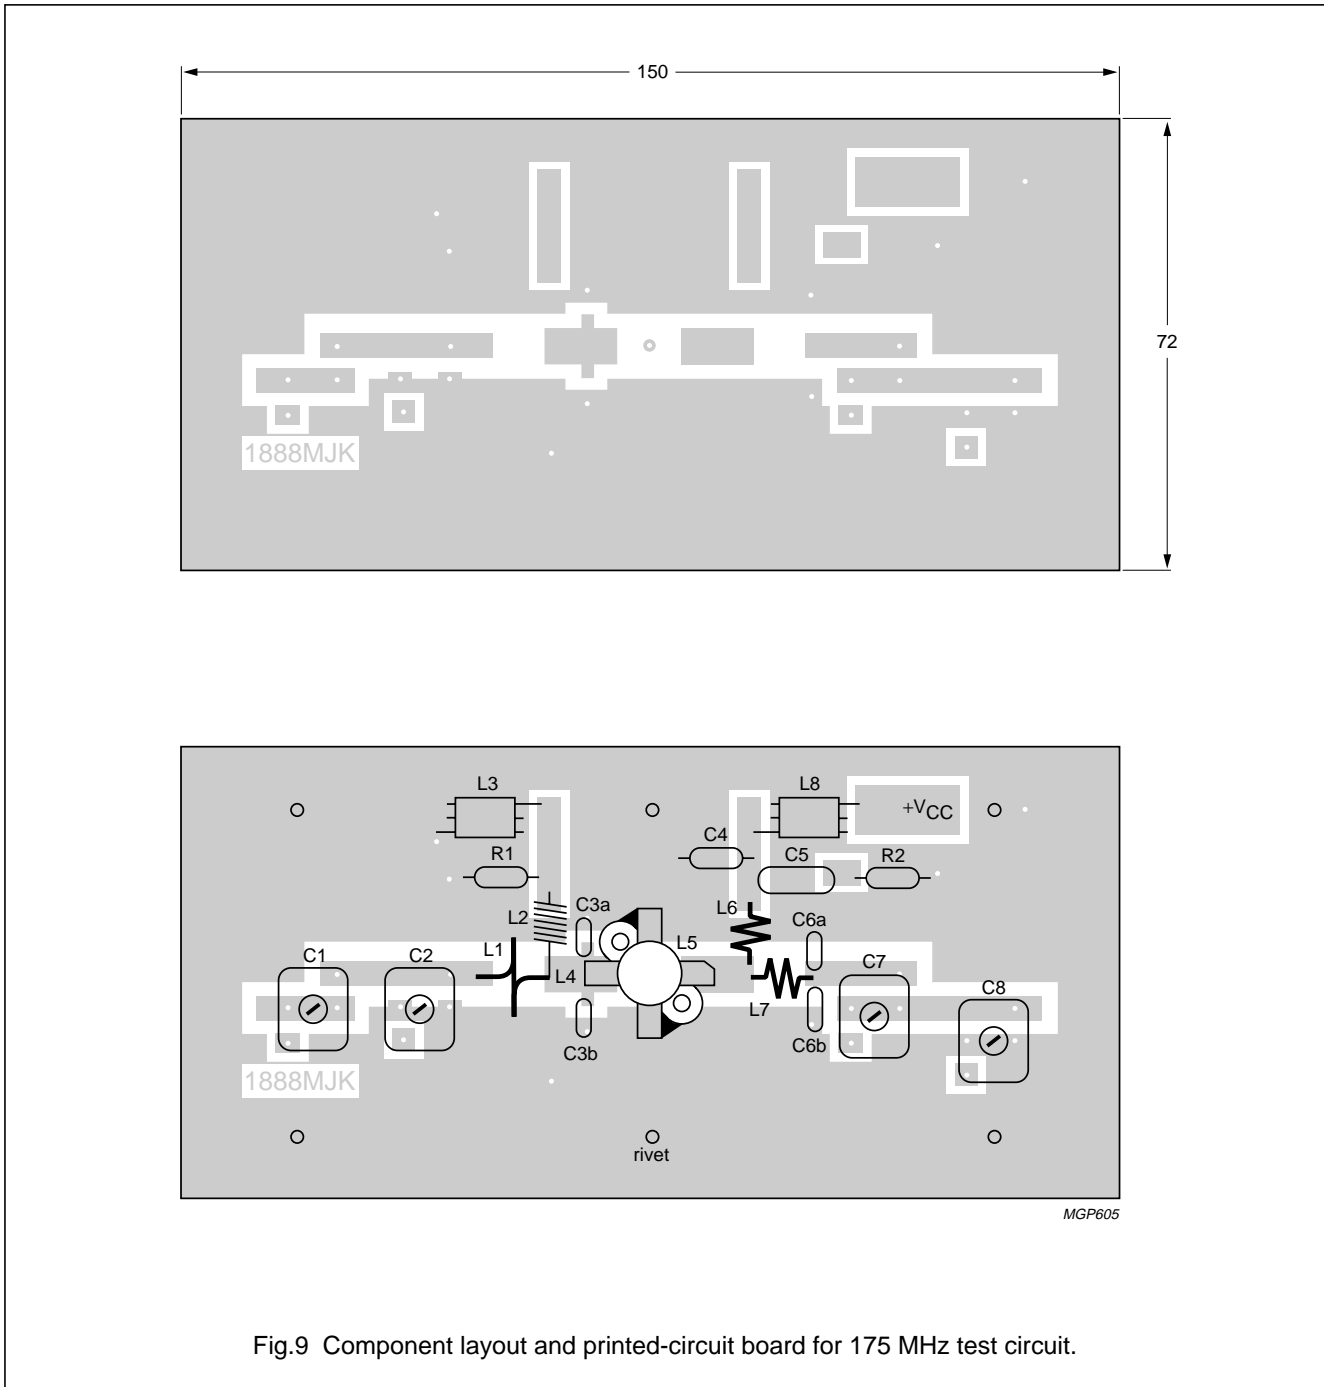 150
72
1888MJK
L3
L8
+VCC
C4
R1
C5
R2
C3a
L2
L6
C6a
L1
L5
C1
C2
C7
L4
C8
L7
C3b
C6b
1888MJK
rivet
MGP605
Fig.9 Component layout and printed-circuit board for 175 MHz test circuit.